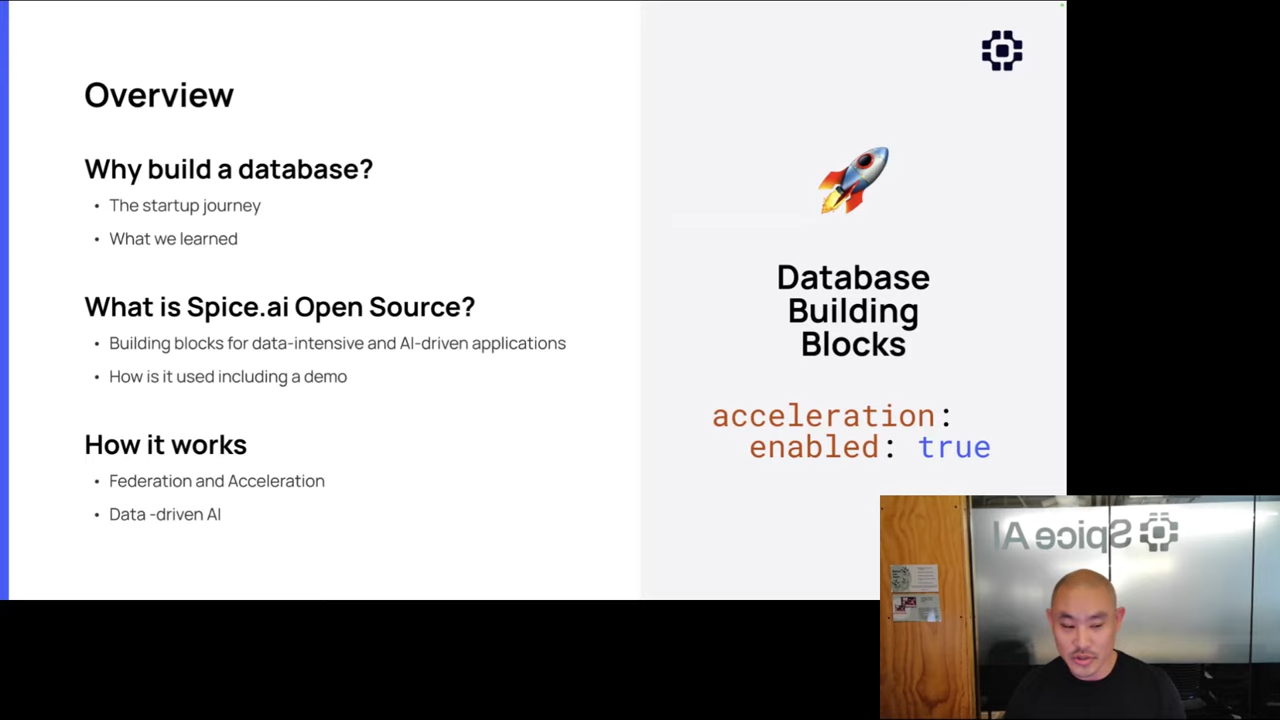 Overview
Why build a database?
• The startup journey
• What we learned
What is Spice.ai Open Source?
• Building blocks for data-intensive and AI-driven applications
• How is it used including a demo
How it works
• Federation and Acceleration
• Data -driven AI
Database
Building
Blocks
acceleration:
enabled: true
Spice AI